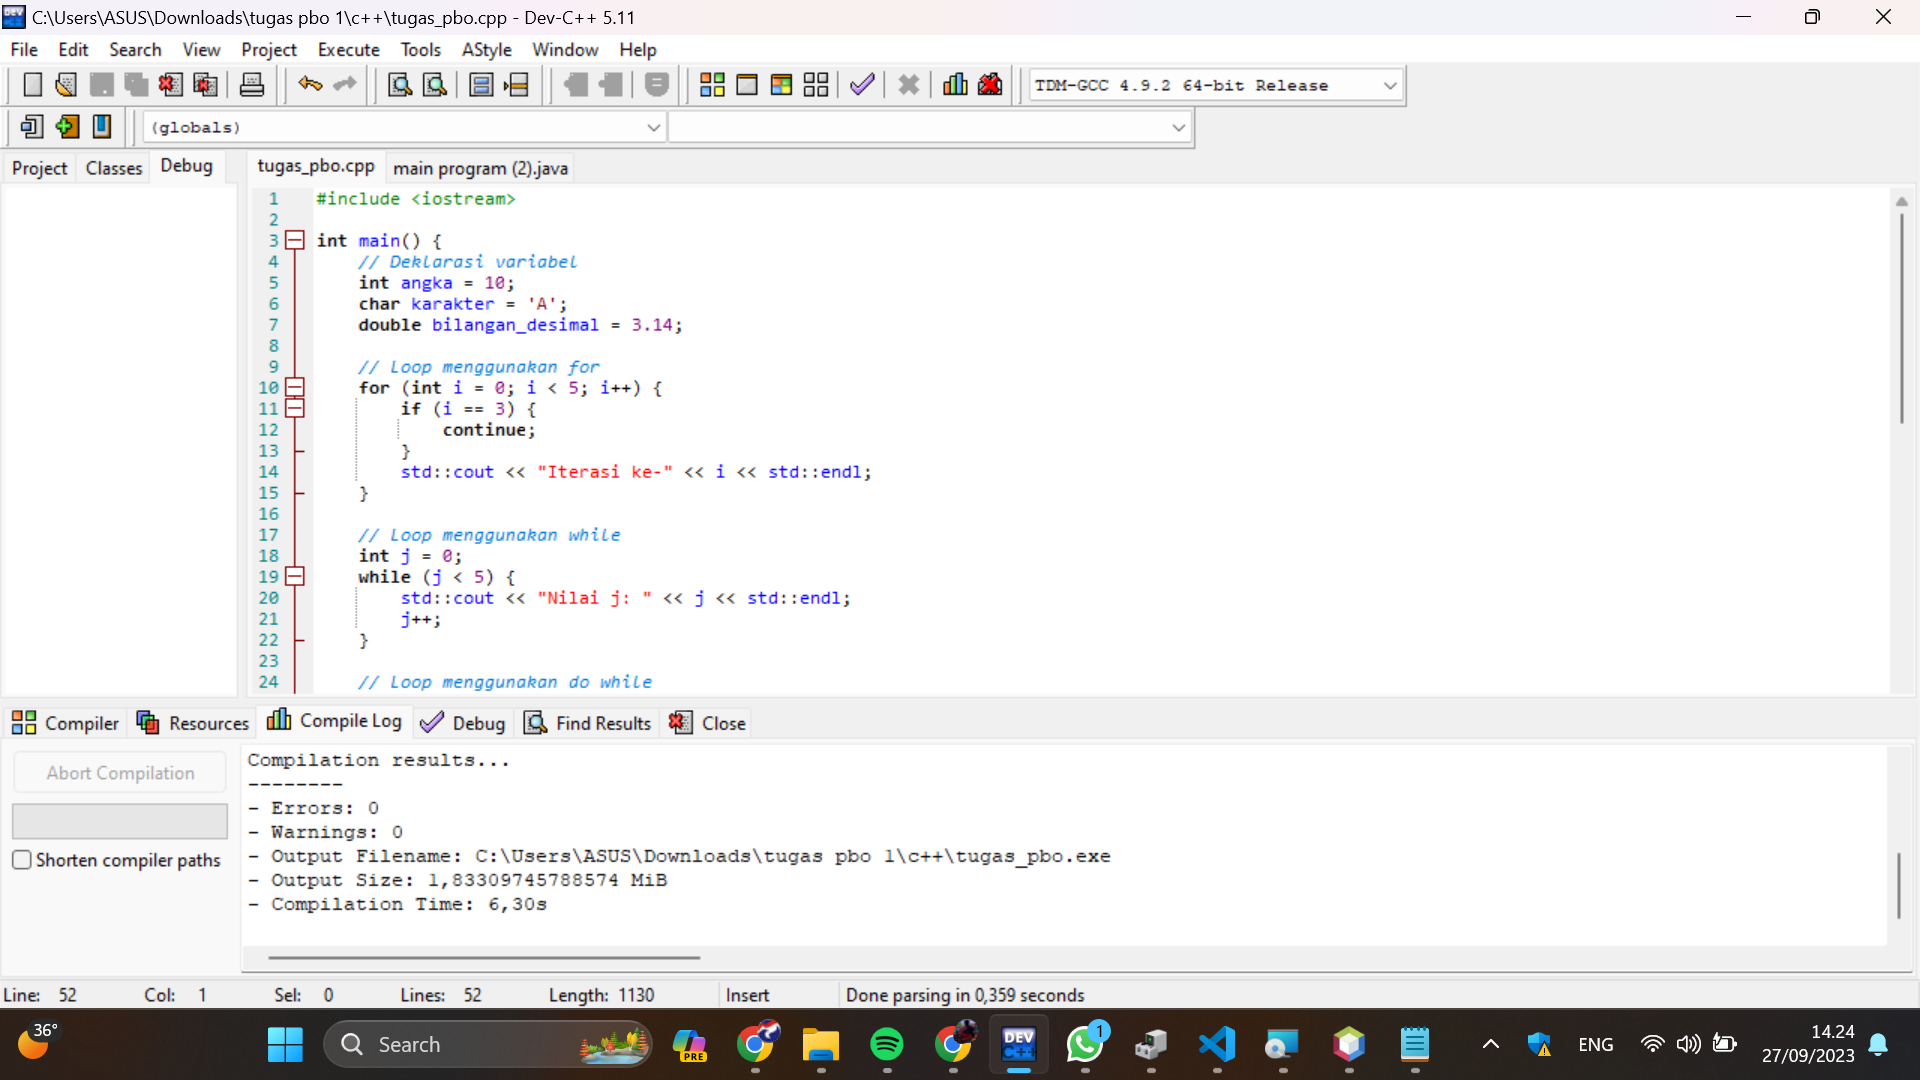 C:\Users\ASUS\Downloads\tugas pbo 1\c++\tugas_pbo.cpp - Dev-C++ 5.11
File Edit Search View Project Execute Tools AStyle Window Help
TDM-GCC 4.9.2 64-bit Release
(globals)
Project Classes Debug tugas_pbo.cpp main program (2).java
1 #include <iostream>
2
3 int main() {
4 // Deklarasi variabel
5 int angka = 10;
6 char karakter = 'A';
7 double bilangan_desimal = 3.14;
8
9 // Loop menggunakan for
10 for (int i = 0; i < 5; i++) {
11 if (i == 3) {
12 continue;
13 }
14 std::cout << "Iterasi ke-" << i << std::endl;
15 }
16
17 // Loop menggunakan while
18 int j = 0;
19 while (j < 5) {
20 std::cout << "Nilai j: " << j << std::endl;
21 j++;
22 }
23
24 // Loop menggunakan do while
Compiler Resources Compile Log Debug Find Results Close
Abort Compilation
Shorten compiler paths
Compilation results...
--------
- Errors: 0
- Warnings: 0
- Output Filename: C:\Users\ASUS\Downloads\tugas pbo 1\c++\tugas_pbo.exe
- Output Size: 1,83309745788574 MiB
- Compilation Time: 6,30s
Line: 52 Col: 1 Sel: 0 Lines: 52 Length: 1130 Insert Done parsing in 0,359 seconds
36°
Search
PRE
DEV C++
1
ENG
14.24
27/09/2023